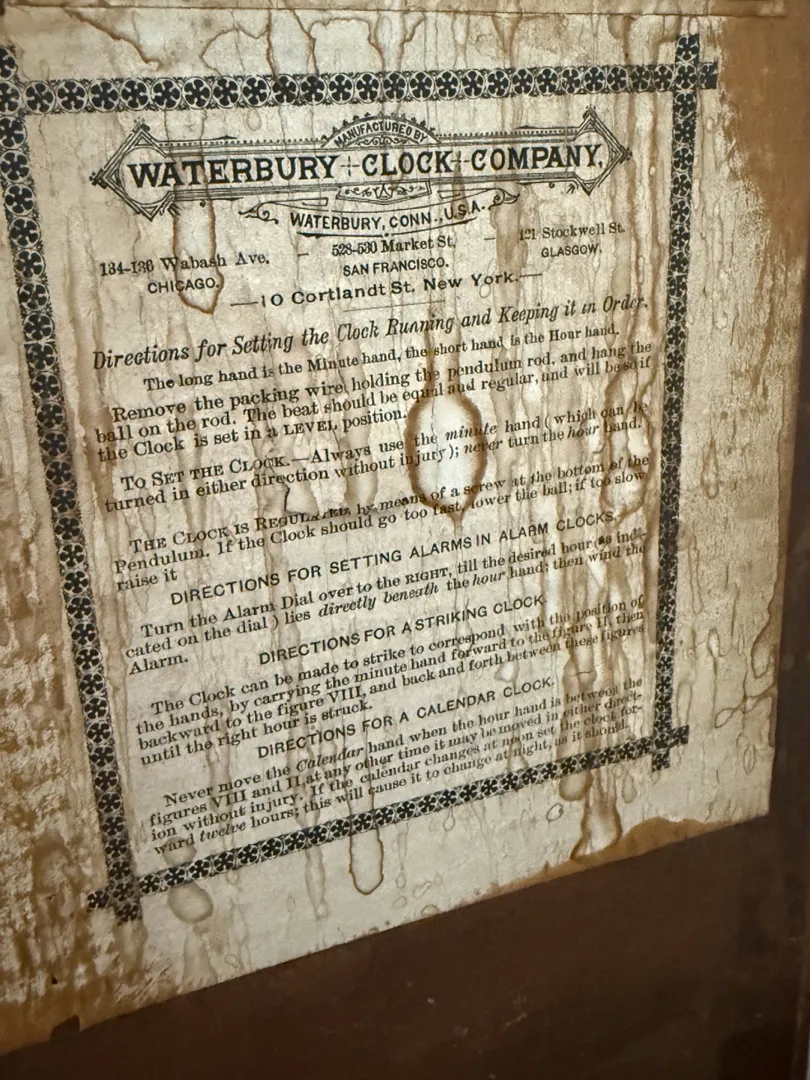 MANUFACTURED BY
WATERBURY CLOCK COMPANY.
WATERBURY, CONN., U.S.A.
134-136 Wabash Ave. – 528-530 Market St. – 121 Stockwell St.
CHICAGO. SAN FRANCISCO. GLASGOW.
—10 Cortlandt St. New York.—
Directions for Setting the Clock Running and Keeping it in Order.
The long hand is the Minute hand, the short hand is the Hour hand.
Remove the packing wire holding the pendulum rod, and hang the
ball on the rod. The beat should be equal and regular, and will be so if
the Clock is set in a LEVEL position.
TO SET THE CLOCK.—Always use the minute hand (which can be
turned in either direction without injury); never turn the hour hand.
THE CLOCK IS REGULATED by means of a screw at the bottom of the
Pendulum. If the Clock should go too fast, lower the ball; if too slow
raise it
DIRECTIONS FOR SETTING ALARMS IN ALARM CLOCKS.
Turn the Alarm Dial over to the RIGHT, till the desired hour (as indi-
cated on the dial) lies directly beneath the hour hand; then wind the
Alarm.
DIRECTIONS FOR A STRIKING CLOCK.
The Clock can be made to strike to correspond with the position of
the hands, by carrying the minute hand forward to the figure II, then
backward to the figure VIII, and back and forth between these figures
until the right hour is struck.
DIRECTIONS FOR A CALENDAR CLOCK.
Never move the Calendar hand when the hour hand is between the
figures VIII and II, at any other time it may be moved in either direct-
ion without injury. If the calendar changes at noon set the clock for-
ward twelve hours; this will cause it to change at night, as it should.